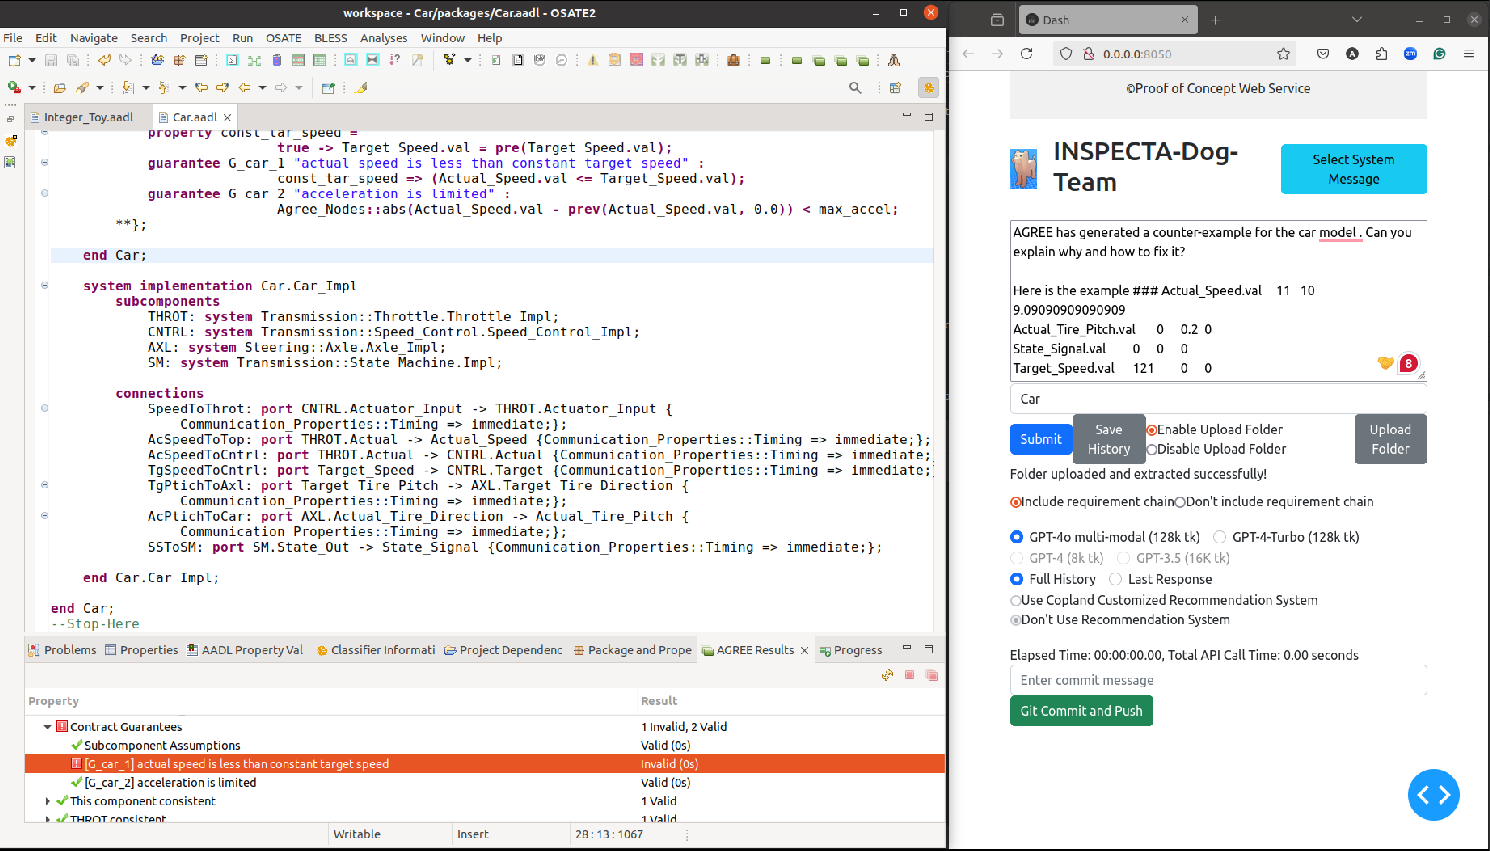 workspace - Car/packages/Car.aadl - OSATE2
File Edit Navigate Search Project Run OSATE BLESS Analyses Window Help
Integer_Toy.aadl
Car.aadl
property const_tar_speed =
true -> Target_Speed.val = pre(Target_Speed.val);
guarantee G_car_1 "actual speed is less than constant target speed" :
const_tar_speed => (Actual_Speed.val <= Target_Speed.val);
guarantee G_car_2 "acceleration is limited" :
Agree_Nodes::abs(Actual_Speed.val - prev(Actual_Speed.val, 0.0)) < max_accel;
**};
end Car;
system implementation Car.Car_Impl
subcomponents
THROT: system Transmission::Throttle.Throttle_Impl;
CNTRL: system Transmission::Speed_Control.Speed_Control_Impl;
AXL: system Steering::Axle.Axle_Impl;
SM: system Transmission::State_Machine.Impl;
connections
SpeedToThrot: port CNTRL.Actuator_Input -> THROT.Actuator_Input {
Communication_Properties::Timing => immediate;};
AcSpeedToTop: port THROT.Actual -> Actual_Speed {Communication_Properties::Timing => immediate;};
AcSpeedToCntrl: port THROT.Actual -> CNTRL.Actual {Communication_Properties::Timing => immediate;
TgSpeedToCntrl: port Target_Speed -> CNTRL.Target {Communication_Properties::Timing => immediate;
TgPtichToAxl: port Target_Tire_Pitch -> AXL.Target_Tire_Direction {
Communication_Properties::Timing => immediate;};
AcPtichToCar: port AXL.Actual_Tire_Direction -> Actual_Tire_Pitch {
Communication_Properties::Timing => immediate;};
SSToSM: port SM.State_Out -> State_Signal {Communication_Properties::Timing => immediate;};
end Car.Car_Impl;
end Car;
--Stop-Here
Problems Properties AADL Property Val Classifier Informati Project Dependenc Package and Prope AGREE Results Progress
Property Result
Contract Guarantees 1 Invalid, 2 Valid
Subcomponent Assumptions Valid (0s)
[G_car_1] actual speed is less than constant target speed Invalid (0s)
[G_car_2] acceleration is limited Valid (0s)
This component consistent 1 Valid
THROT consistent 1 Valid
Writable Insert 28 : 13 : 1067
Dash
0.0.0.0:8050
©Proof of Concept Web Service
INSPECTA-Dog-
Team
Select System
Message
AGREE has generated a counter-example for the car model . Can you
explain why and how to fix it?
Here is the example ### Actual_Speed.val 11 10
9.09090909090909
Actual_Tire_Pitch.val 0 0.2 0
State_Signal.val 0 0 0
Target_Speed.val 121 0 0
8
Car
Submit
Save
History
Enable Upload Folder
Disable Upload Folder
Upload
Folder
Folder uploaded and extracted successfully!
Include requirement chain Don't include requirement chain
GPT-4o multi-modal (128k tk) GPT-4-Turbo (128k tk)
GPT-4 (8k tk) GPT-3.5 (16K tk)
Full History Last Response
Use Copland Customized Recommendation System
Don't Use Recommendation System
Elapsed Time: 00:00:00.00, Total API Call Time: 0.00 seconds
Enter commit message
Git Commit and Push